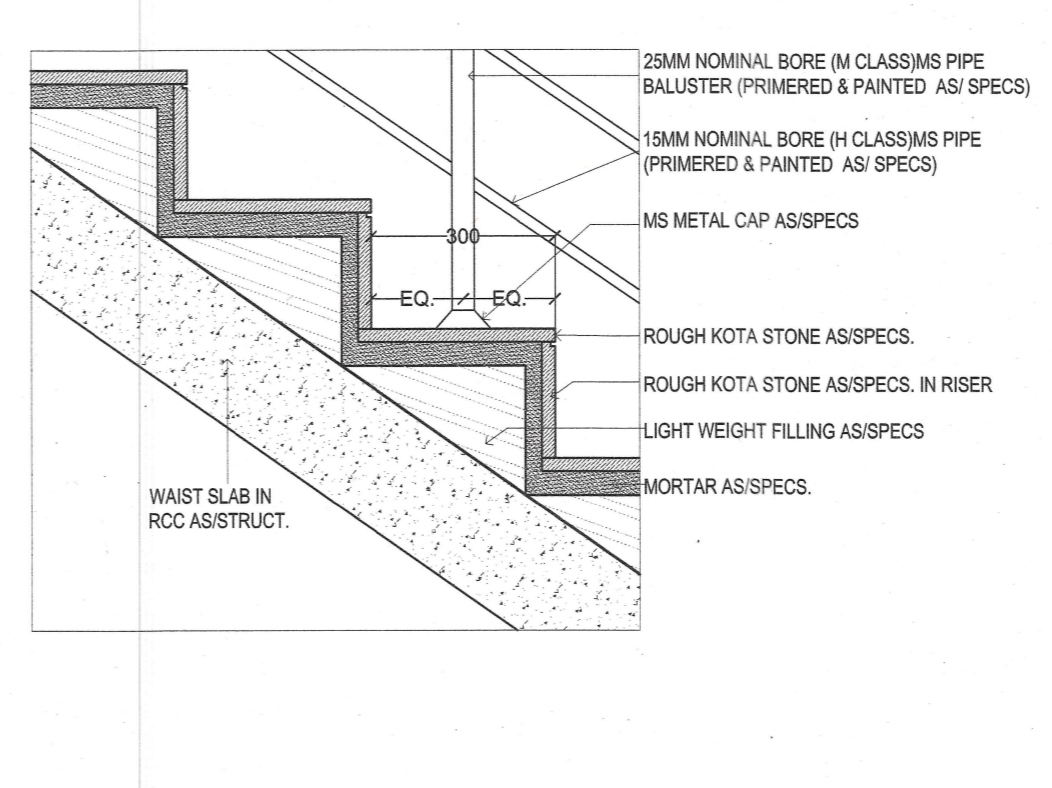 25MM NOMINAL BORE (M CLASS)MS PIPE
BALUSTER (PRIMERED & PAINTED AS/ SPECS)
15MM NOMINAL BORE (H CLASS)MS PIPE
(PRIMERED & PAINTED AS/ SPECS)
MS METAL CAP AS/SPECS
300
EQ. EQ.
ROUGH KOTA STONE AS/SPECS.
ROUGH KOTA STONE AS/SPECS. IN RISER
LIGHT WEIGHT FILLING AS/SPECS
MORTAR AS/SPECS.
WAIST SLAB IN
RCC AS/STRUCT.